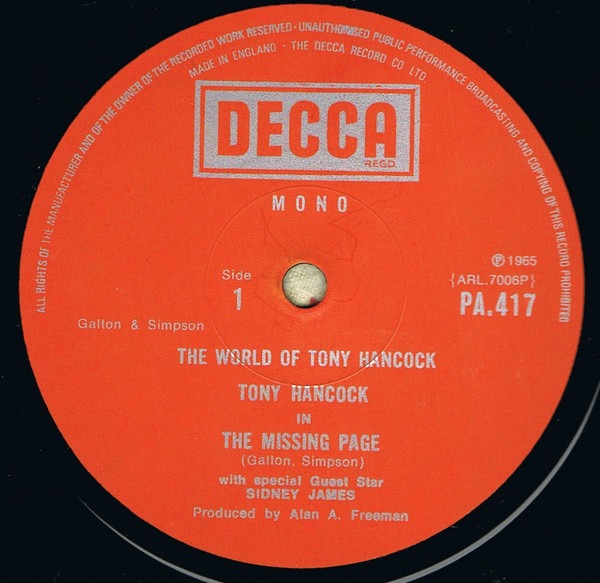 ALL RIGHTS OF THE MANUFACTURER AND OF THE OWNER OF THE RECORDED WORK RESERVED · UNAUTHORISED PUBLIC PERFORMANCE BROADCASTING AND COPYING OF THIS RECORD PROHIBITED
MADE IN ENGLAND · THE DECCA RECORD CO LTD.
DECCA
REGD.
MONO
Side
1
℗ 1965
{ARL.7006P}
PA.417
Galton & Simpson
THE WORLD OF TONY HANCOCK
TONY HANCOCK
IN
THE MISSING PAGE
(Galton, Simpson)
with special Guest Star
SIDNEY JAMES
Produced by Alan A. Freeman